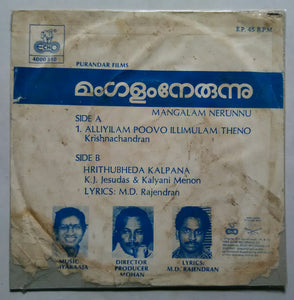 E.P. 45 R.P.M.
ECHO
PURANDAR FILMS
മംഗളംനേരുന്നു
MANGALAM NERUNNU
SIDE A
1. ALLIYILAM POOVO ILLIMULAM THENO
Krishnachandran
SIDE B
HRITHUBHEDA KALPANA
K.J. Jesudas & Kalyani Menon
LYRICS: M.D. Rajendran
MUSIC
DIRECTOR
PRODUCER
MOHAN
LYRICS:
M.D. RAJENDRAN